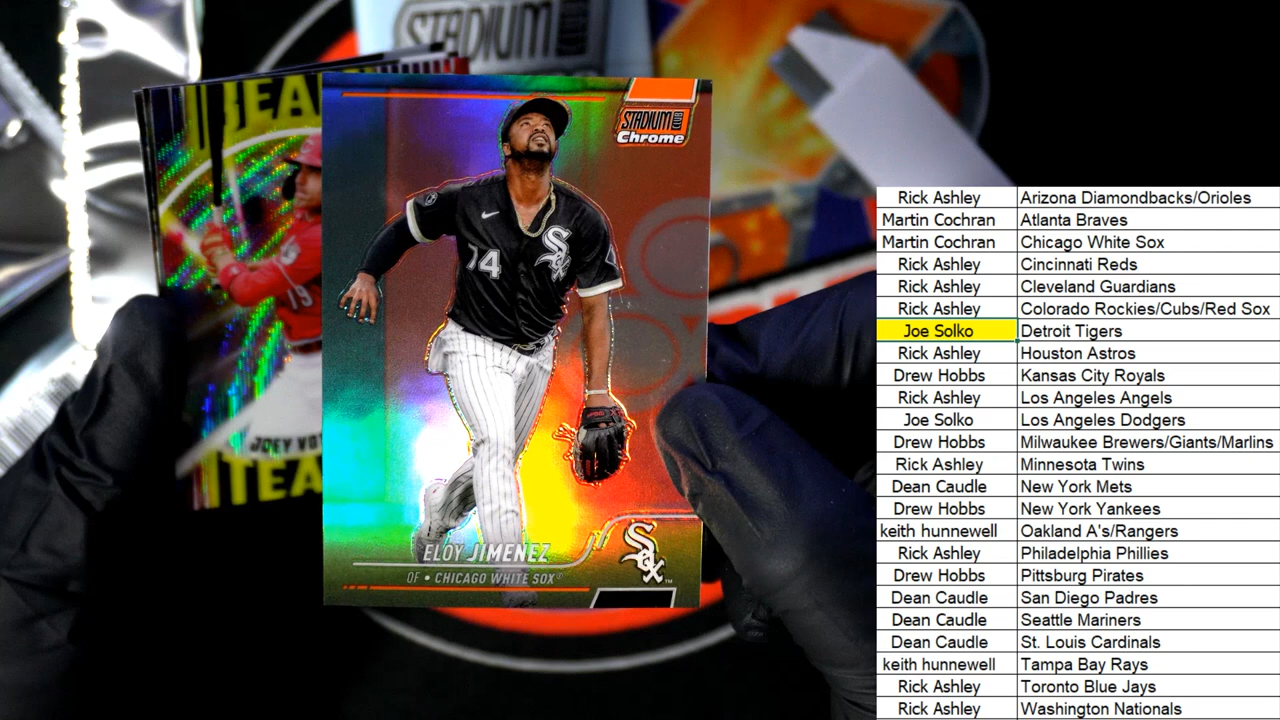 STADIUM CLUB
BEA
STADIUM CLUB
Chrome
74
Sox
19
JOEY VOT
TEA
ELOY JIMENEZ
Sox
OF • CHICAGO WHITE SOX
Rick Ashley Arizona Diamondbacks/Orioles
Martin Cochran Atlanta Braves
Martin Cochran Chicago White Sox
Rick Ashley Cincinnati Reds
Rick Ashley Cleveland Guardians
Rick Ashley Colorado Rockies/Cubs/Red Sox
Joe Solko Detroit Tigers
Rick Ashley Houston Astros
Drew Hobbs Kansas City Royals
Rick Ashley Los Angeles Angels
Joe Solko Los Angeles Dodgers
Drew Hobbs Milwaukee Brewers/Giants/Marlins
Rick Ashley Minnesota Twins
Dean Caudle New York Mets
Drew Hobbs New York Yankees
keith hunnewell Oakland A's/Rangers
Rick Ashley Philadelphia Phillies
Drew Hobbs Pittsburg Pirates
Dean Caudle San Diego Padres
Dean Caudle Seattle Mariners
Dean Caudle St. Louis Cardinals
keith hunnewell Tampa Bay Rays
Rick Ashley Toronto Blue Jays
Rick Ashley Washington Nationals